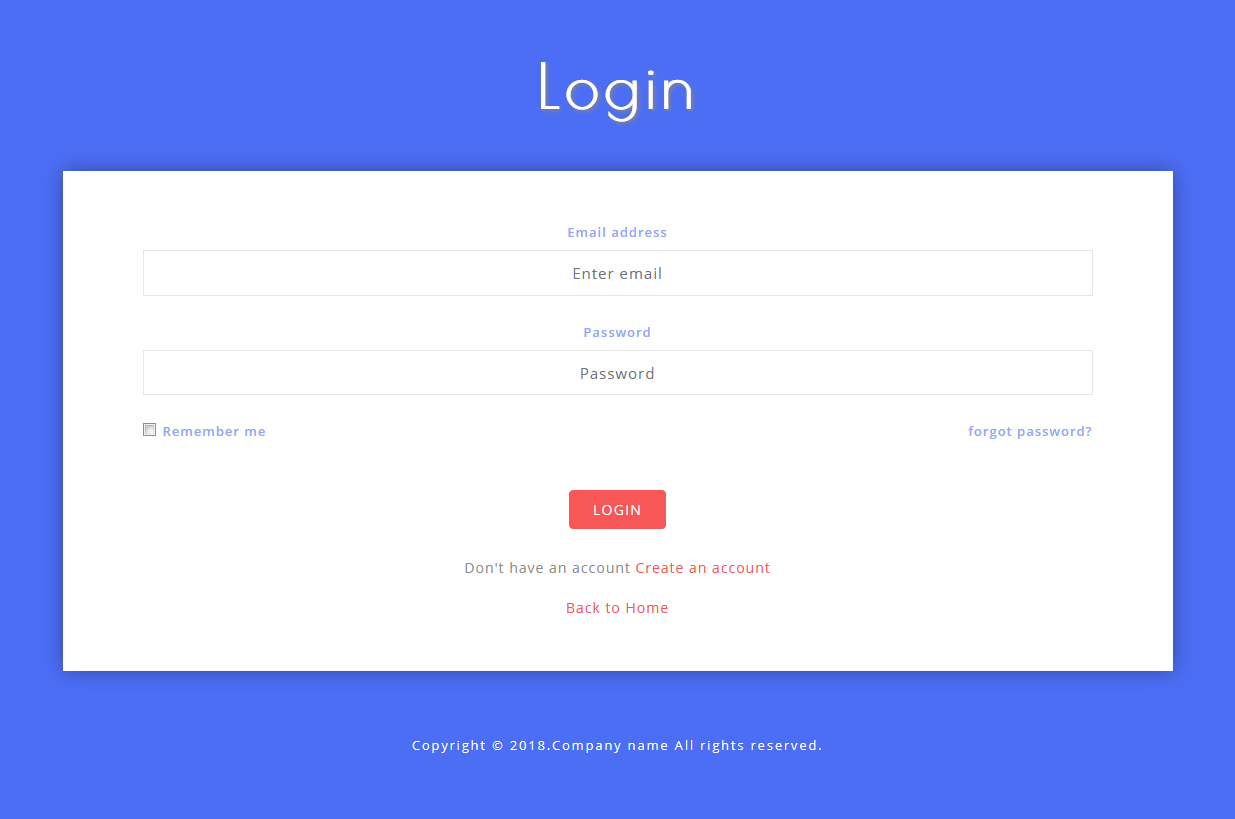 Login
Email address
Enter email
Password
Password
Remember me forgot password?
LOGIN
Don't have an account Create an account
Back to Home
Copyright © 2018.Company name All rights reserved.